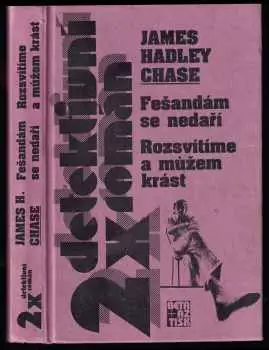 JAMES H.
CHASE
Fešandám
se nedaří
Rozsvítíme
a můžem krást
2x
detektivní
román
2x detektivní
román
JAMES
HADLEY
CHASE
Fešandám
se nedaří
Rozsvítíme
a můžem
krást
BETA